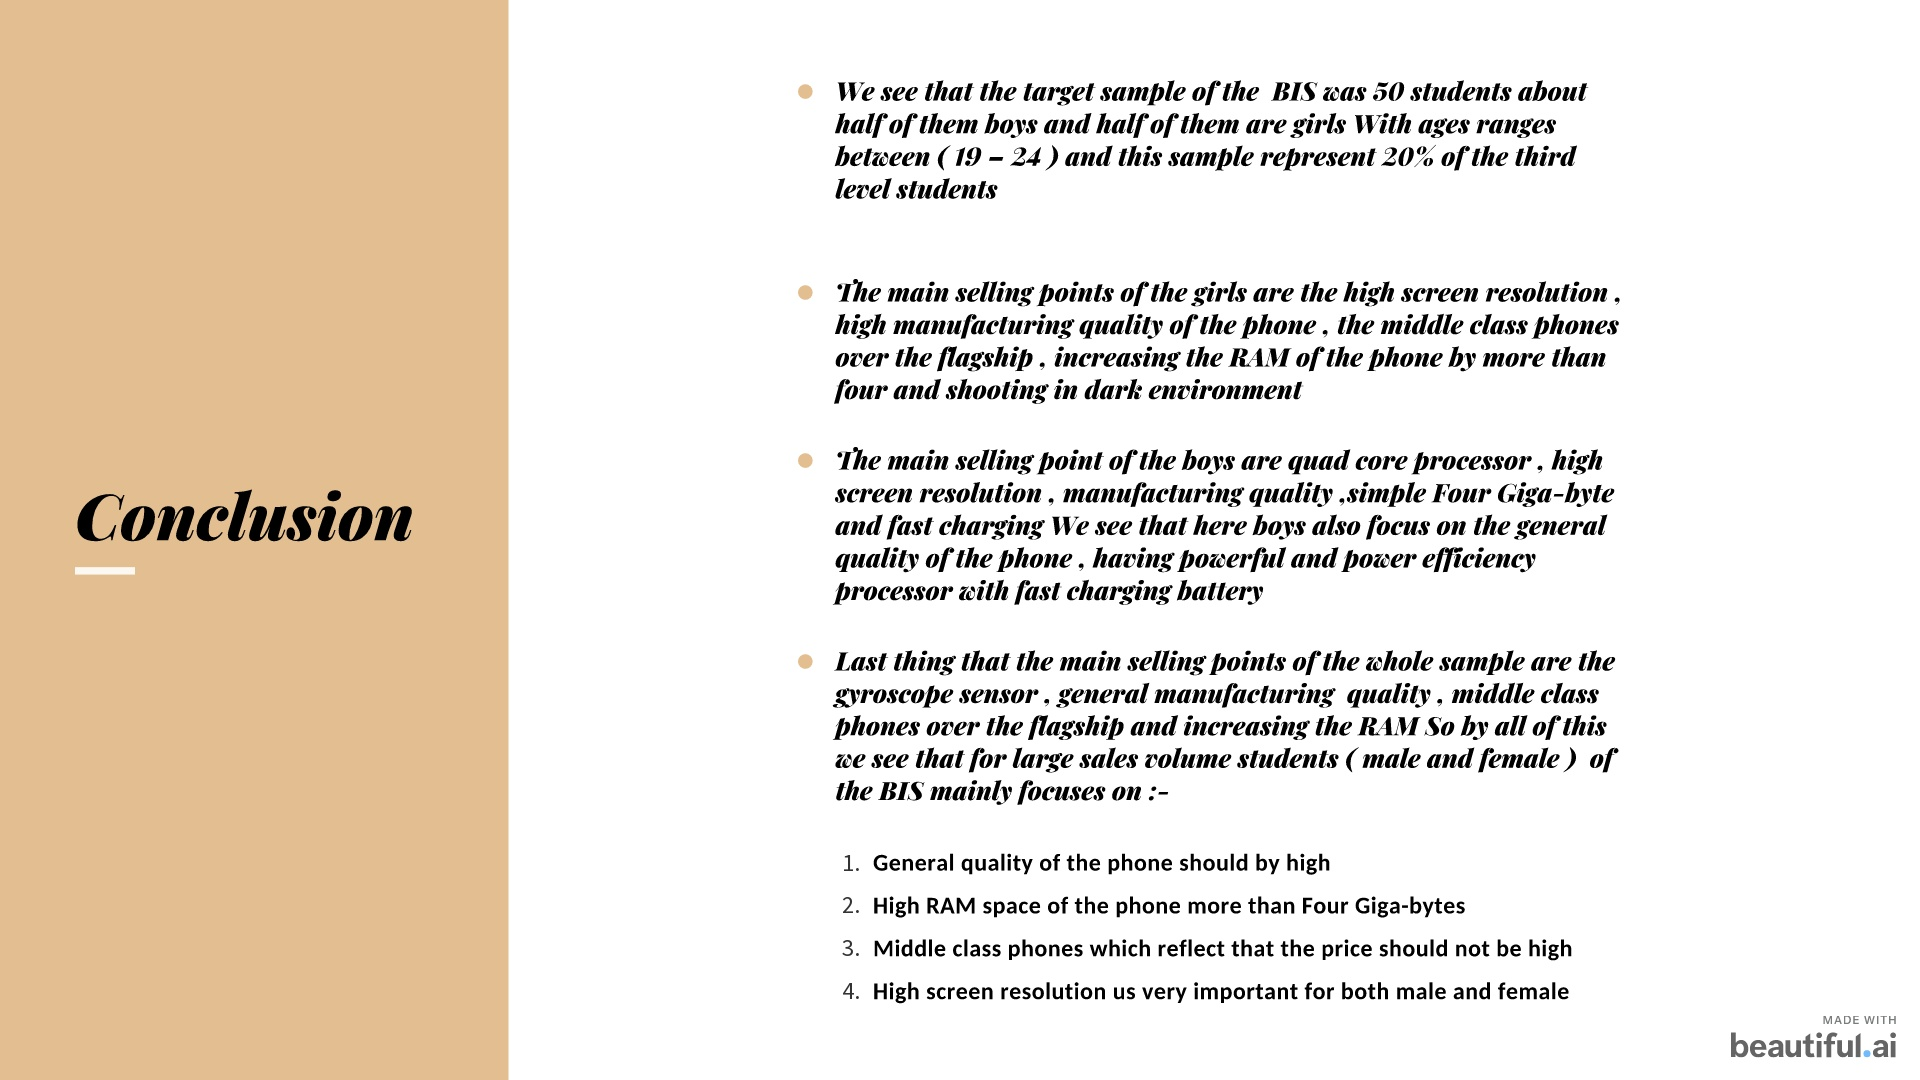 Conclusion
We see that the target sample of the  BIS was 50 students about
half of them boys and half of them are girls With ages ranges
between ( 19 – 24 ) and this sample represent 20% of the third
level students
The main selling points of the girls are the high screen resolution ,
high manufacturing quality of the phone , the middle class phones
over the flagship , increasing the RAM of the phone by more than
four and shooting in dark environment
The main selling point of the boys are quad core processor , high
screen resolution , manufacturing quality ,simple Four Giga-byte
and fast charging We see that here boys also focus on the general
quality of the phone , having powerful and power efficiency
processor with fast charging battery
Last thing that the main selling points of the whole sample are the
gyroscope sensor , general manufacturing  quality , middle class
phones over the flagship and increasing the RAM So by all of this
we see that for large sales volume students ( male and female )  of
the BIS mainly focuses on :-
1. General quality of the phone should by high
2. High RAM space of the phone more than Four Giga-bytes
3. Middle class phones which reflect that the price should not be high
4. High screen resolution us very important for both male and female
MADE WITH
beautiful.ai